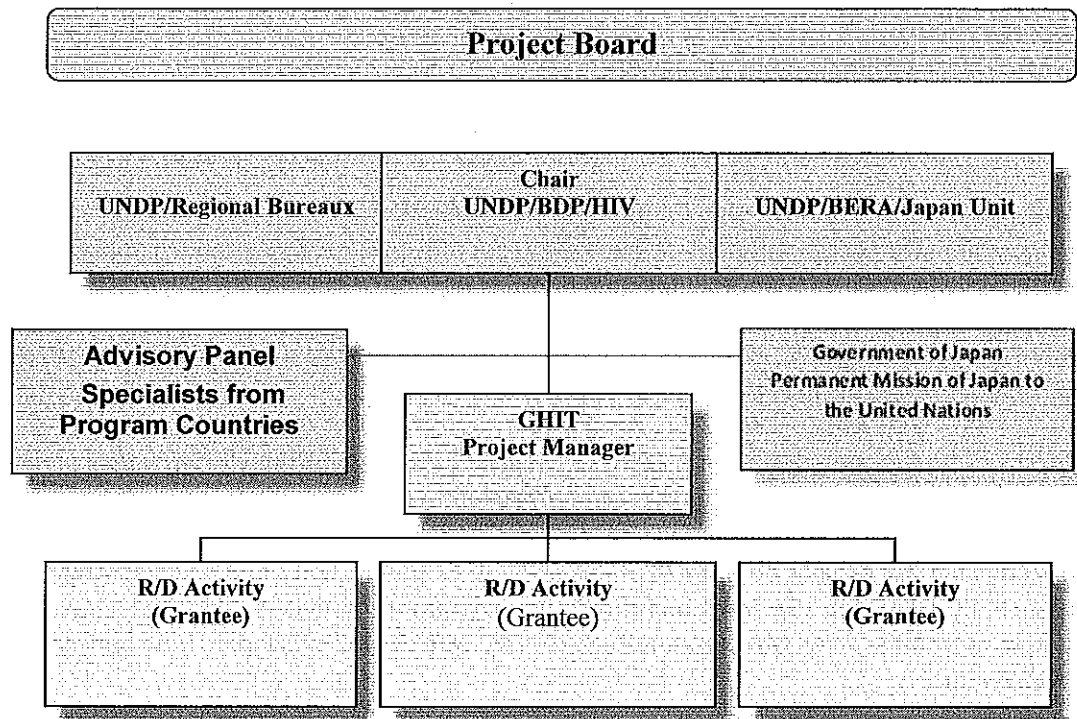 Project Board
UNDP/Regional Bureaux
Chair
UNDP/BDP/HIV
UNDP/BERA/Japan Unit
Advisory Panel
Specialists from
Program Countries
Government of Japan
Permanent Mission of Japan to
the United Nations
GHIT
Project Manager
R/D Activity
(Grantee)
R/D Activity
(Grantee)
R/D Activity
(Grantee)